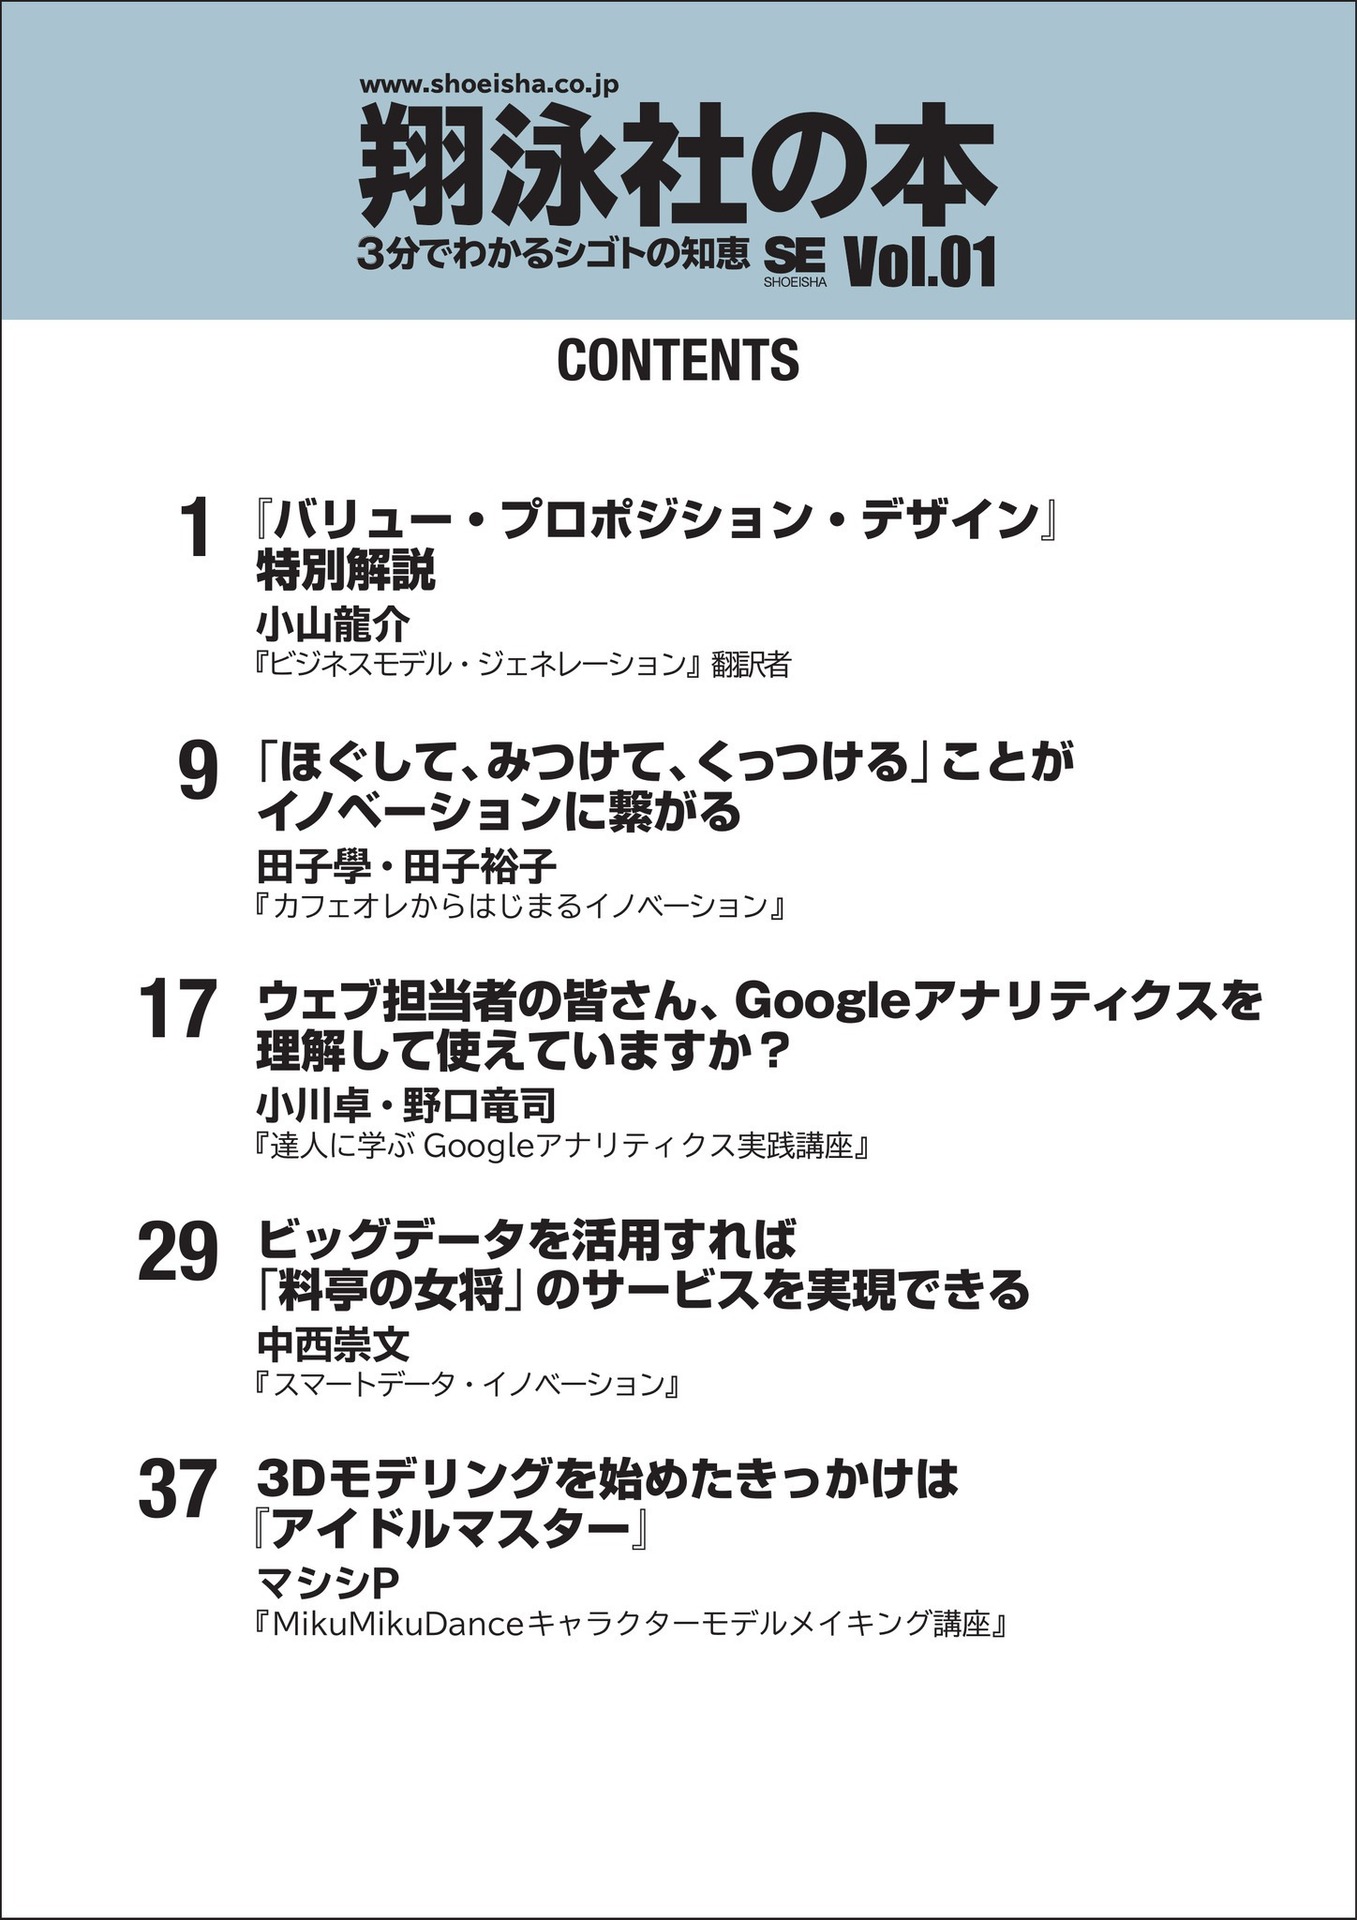 www.shoeisha.co.jp
翔泳社の本
3分でわかるシゴトの知恵 SE SHOEISHA Vol.01
CONTENTS
1 『バリュー・プロポジション・デザイン』
特別解説
小山龍介
『ビジネスモデル・ジェネレーション』翻訳者
9 「ほぐして、みつけて、くっつける」ことが
イノベーションに繋がる
田子學・田子裕子
『カフェオレからはじまるイノベーション』
17 ウェブ担当者の皆さん、Googleアナリティクスを
理解して使えていますか？
小川卓・野口竜司
『達人に学ぶ Googleアナリティクス実践講座』
29 ビッグデータを活用すれば
「料亭の女将」のサービスを実現できる
中西崇文
『スマートデータ・イノベーション』
37 3Dモデリングを始めたきっかけは
『アイドルマスター』
マシシP
『MikuMikuDanceキャラクターモデルメイキング講座』